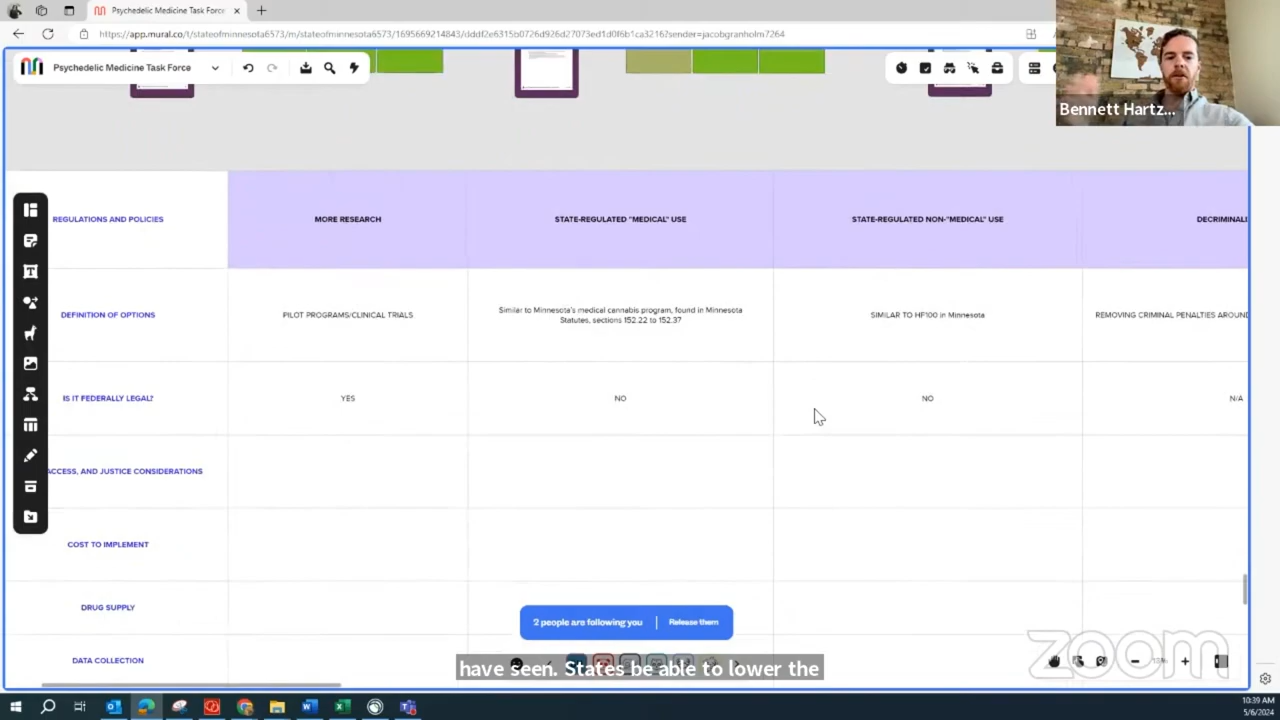 Psychedelic Medicine Task Force
https://app.mural.co/t/stateofminnesota6573/m/stateofminnesota6573/1695669214843/dddf2e6315b0726d926d27073ed1d0f6b1ca3216?sender=jacobgranholm7264
Psychedelic Medicine Task Force
Bennett Hartz...
REGULATIONS AND POLICIES
MORE RESEARCH
STATE-REGULATED "MEDICAL" USE
STATE-REGULATED NON-"MEDICAL" USE
DECRIMINALI
DEFINITION OF OPTIONS
PILOT PROGRAMS/CLINICAL TRIALS
Similar to Minnesota's medical cannabis program, found in Minnesota
Statutes, sections 152.22 to 152.37
SIMILAR TO HF100 in Minnesota
REMOVING CRIMINAL PENALTIES AROUND
IS IT FEDERALLY LEGAL?
YES
NO
NO
N/A
ACCESS, AND JUSTICE CONSIDERATIONS
COST TO IMPLEMENT
DRUG SUPPLY
2 people are following you
Release them
DATA COLLECTION
have seen. States be able to lower the
zoom
10:39 AM
5/6/2024